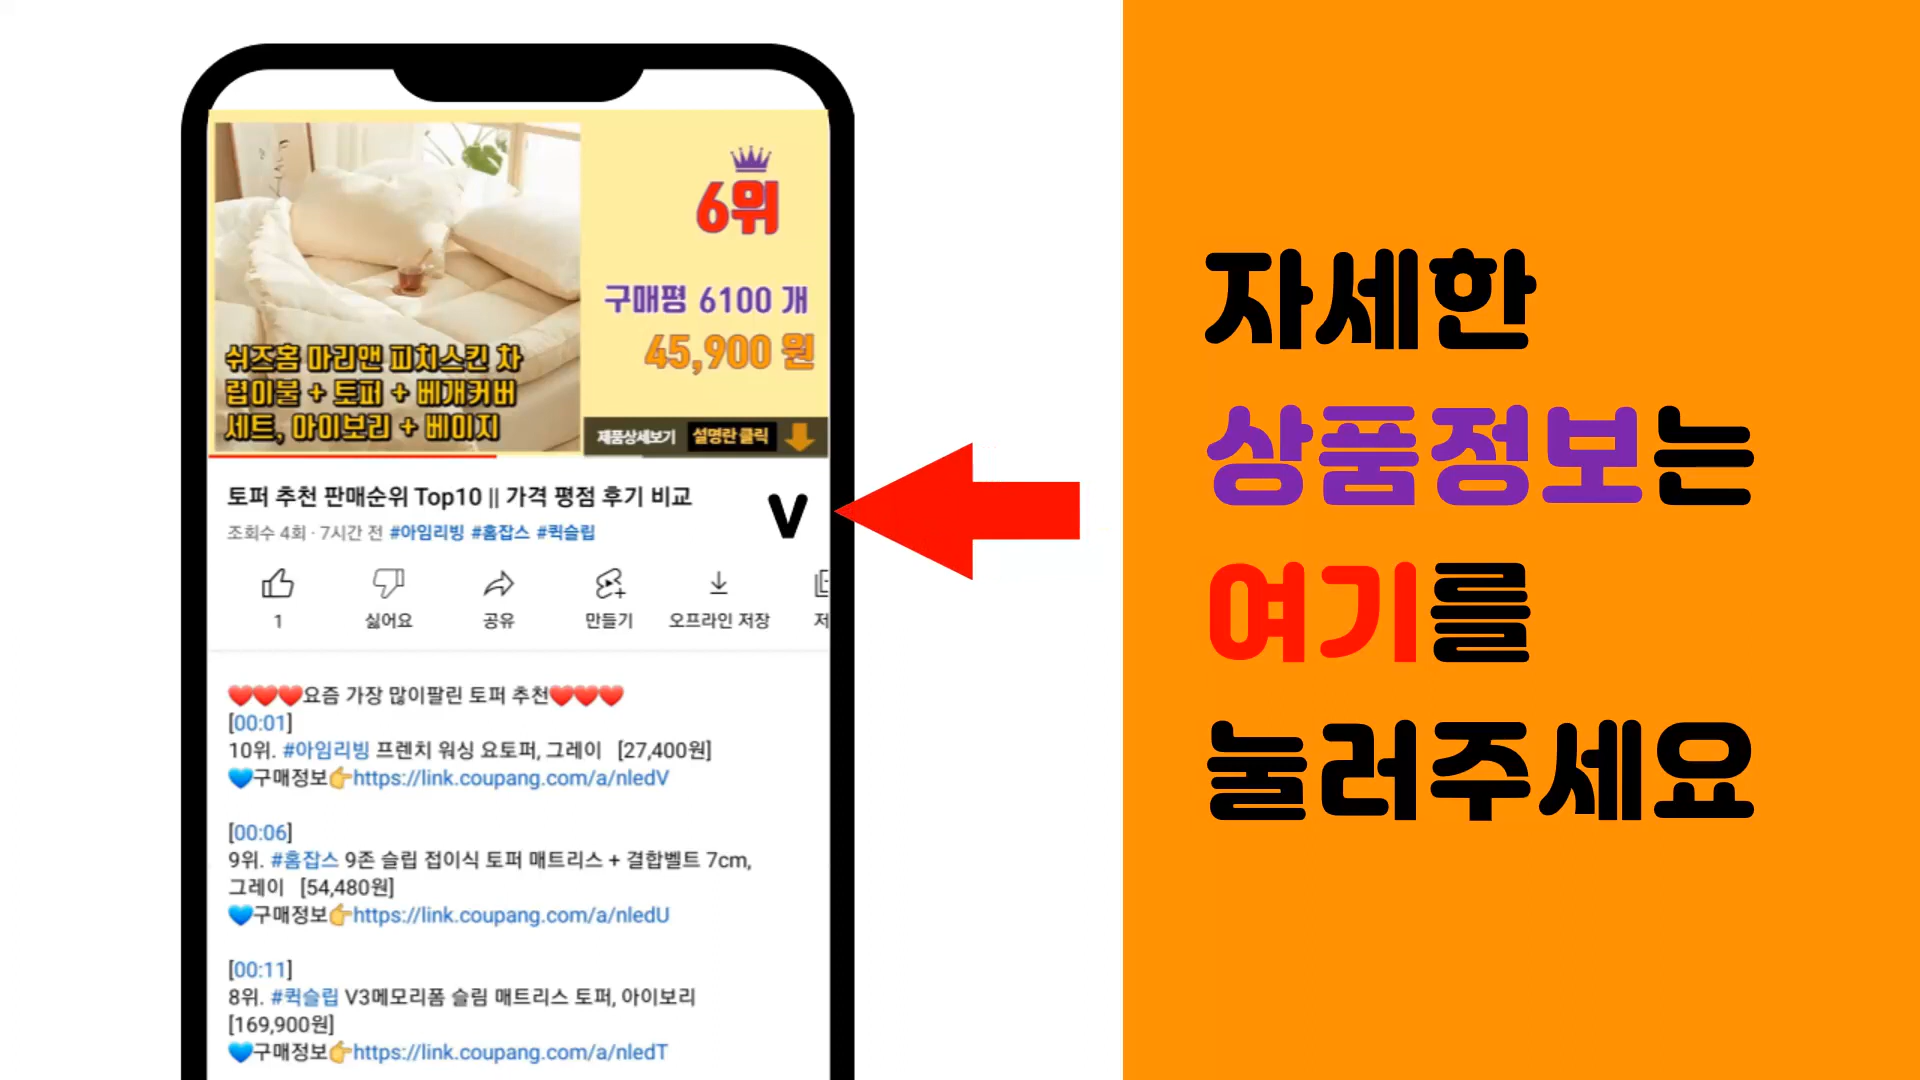 6위
구매평 6100 개
45,900 원
쉬즈홈 마리앤 피치스킨 차
렵이불 + 토퍼 + 베개커버
세트, 아이보리 + 베이지
제품상세보기 설명란 클릭
토퍼 추천 판매순위 Top10 || 가격 평점 후기 비교
V
조회수 4회 · 7시간 전 #아임리빙 #홈잡스 #퀵슬립
1 싫어요 공유 만들기 오프라인 저장 저
❤️❤️❤️요즘 가장 많이팔린 토퍼 추천❤️❤️❤️
[00:01]
10위. #아임리빙 프렌치 워싱 요토퍼, 그레이 [27,400원]
💙구매정보👉https://link.coupang.com/a/nledV
[00:06]
9위. #홈잡스 9존 슬립 접이식 토퍼 매트리스 + 결합벨트 7cm,
그레이 [54,480원]
💙구매정보👉https://link.coupang.com/a/nledU
[00:11]
8위. #퀵슬립 V3메모리폼 슬림 매트리스 토퍼, 아이보리
[169,900원]
💙구매정보👉https://link.coupang.com/a/nledT
자세한
상품정보는
여기를
눌러주세요